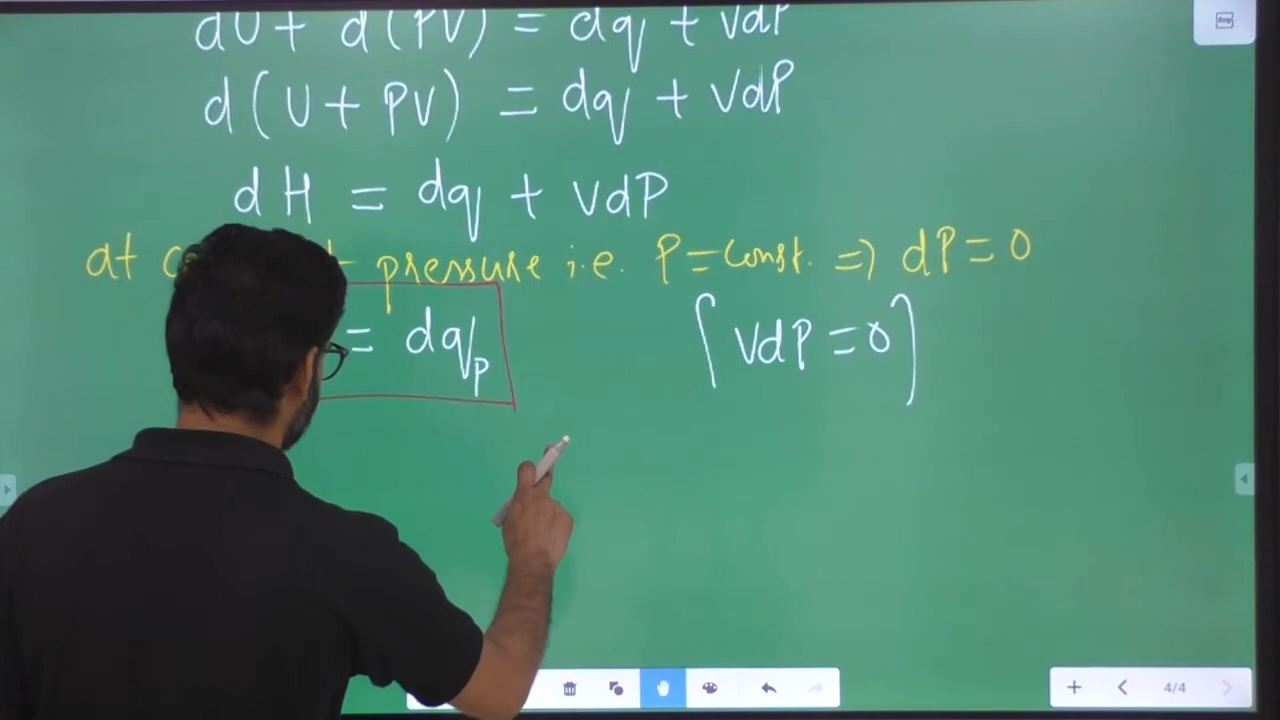 dU + d(PV) = dq + VdP
d(U + PV) = dq + VdP
dH = dq + VdP
at pressure i.e. P = const. => dP = 0
= dqp [VdP = 0]
4/4